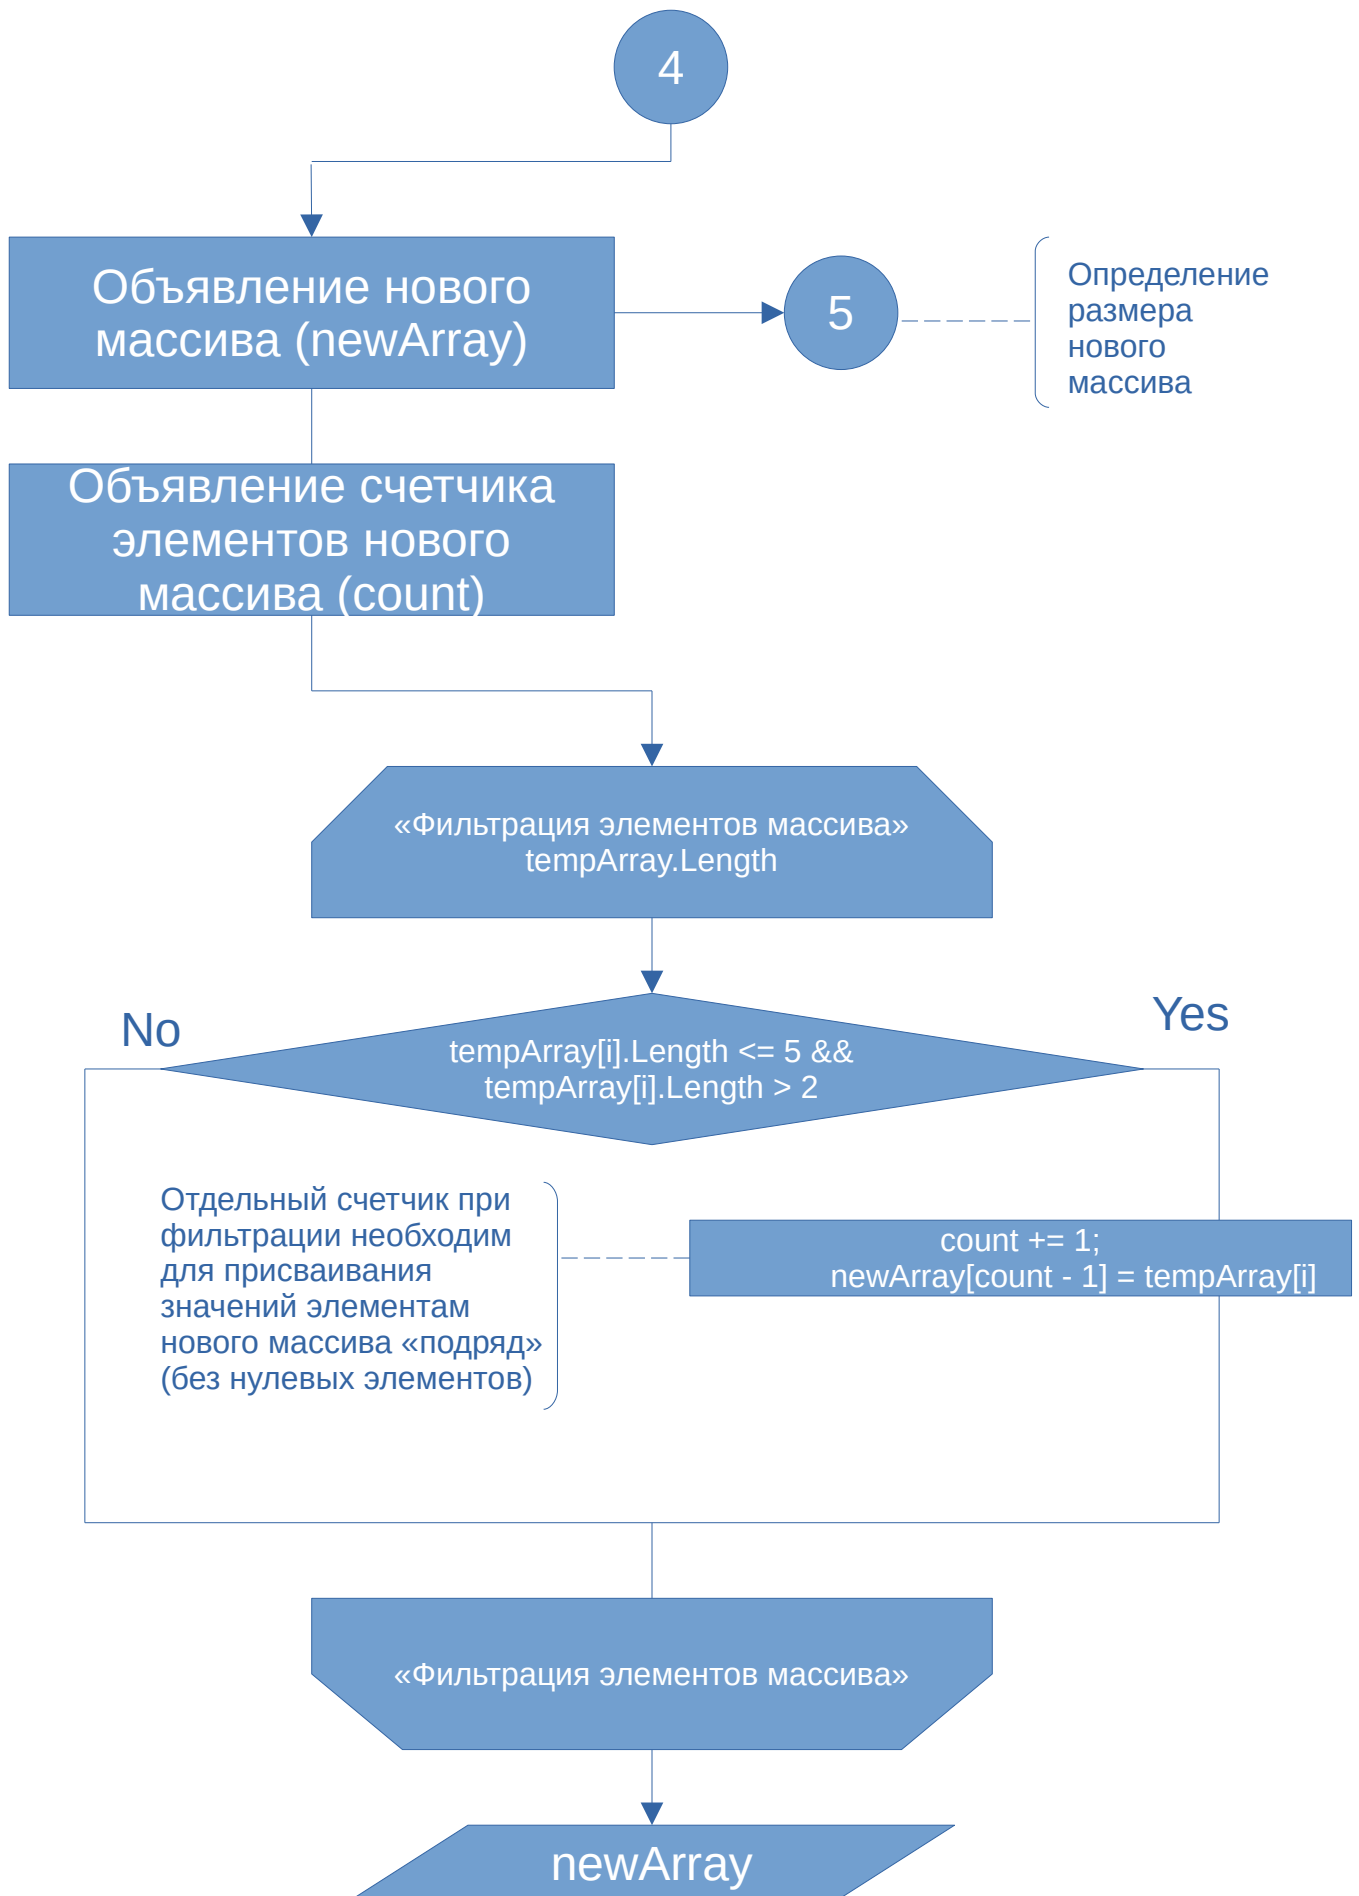 4
Объявление нового
массива (newArray)
5
Определение
размера
нового
массива
Объявление счетчика
элементов нового
массива (count)
«Фильтрация элементов массива»
tempArray.Length
No
Yes
tempArray[i].Length <= 5 &&
tempArray[i].Length > 2
Отдельный счетчик при
фильтрации необходим
для присваивания
значений элементам
нового массива «подряд»
(без нулевых элементов)
count += 1;
newArray[count - 1] = tempArray[i]
«Фильтрация элементов массива»
newArray